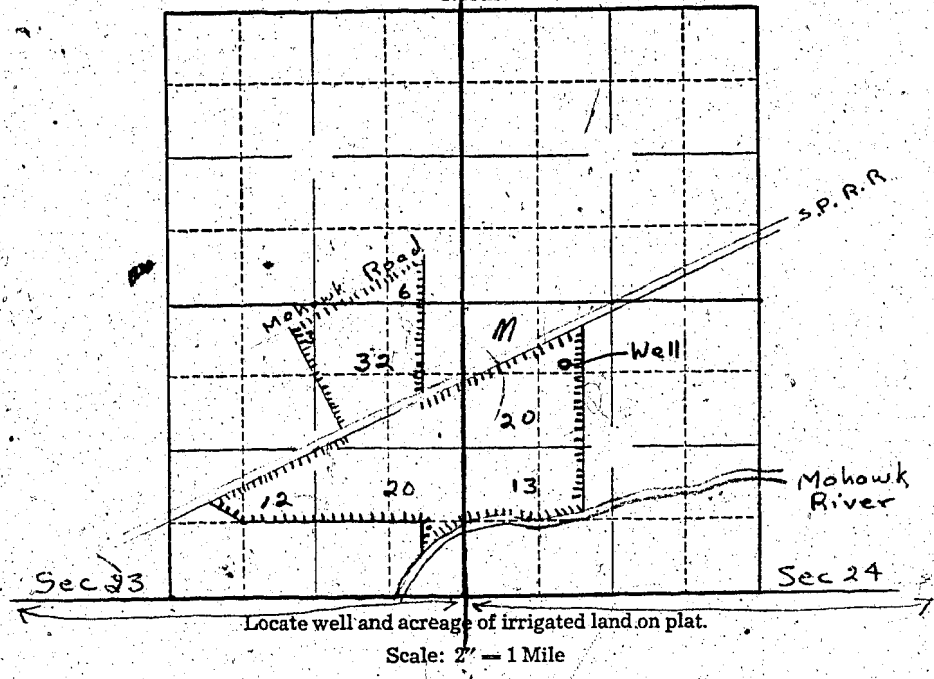 S.P.R.R
Mohawk Road
6
M
32
Well
20
12
20
13
Mohawk
River
Sec 23
Sec 24
Locate well and acreage of irrigated land on plat.
Scale: 2" = 1 Mile